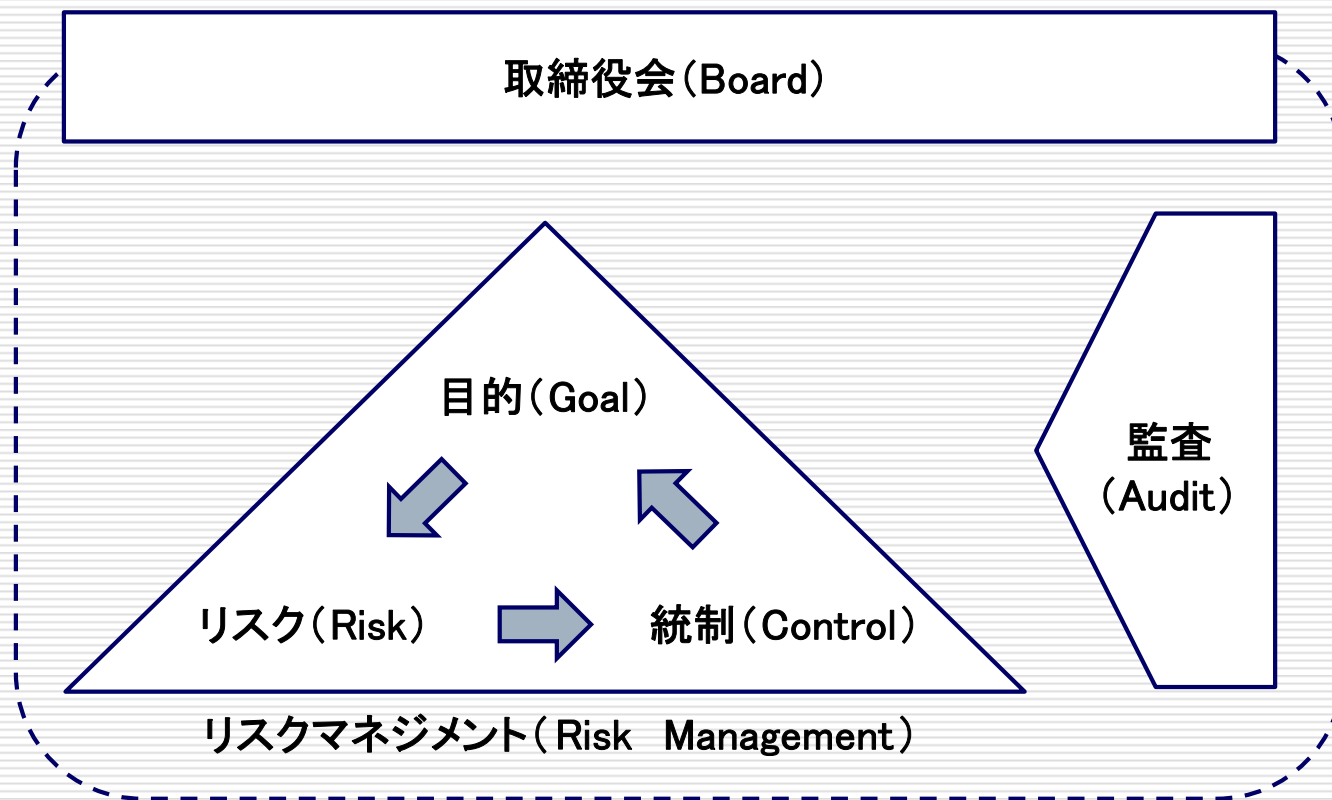 取締役会（Board）
目的（Goal）
監査
（Audit）
リスク（Risk）
統制（Control）
リスクマネジメント（Risk　Management）